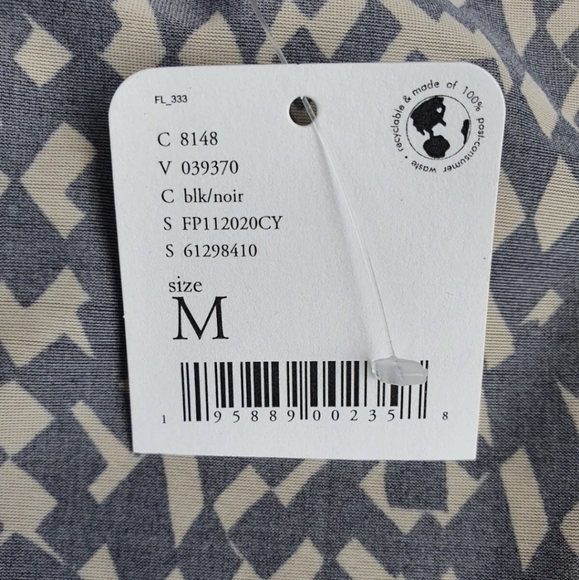 FL_333
recyclable & made of 100% post-consumer waste •
C 8148
V 039370
C blk/noir
S FP112020CY
S 61298410
size
M
1 95889 00235 8